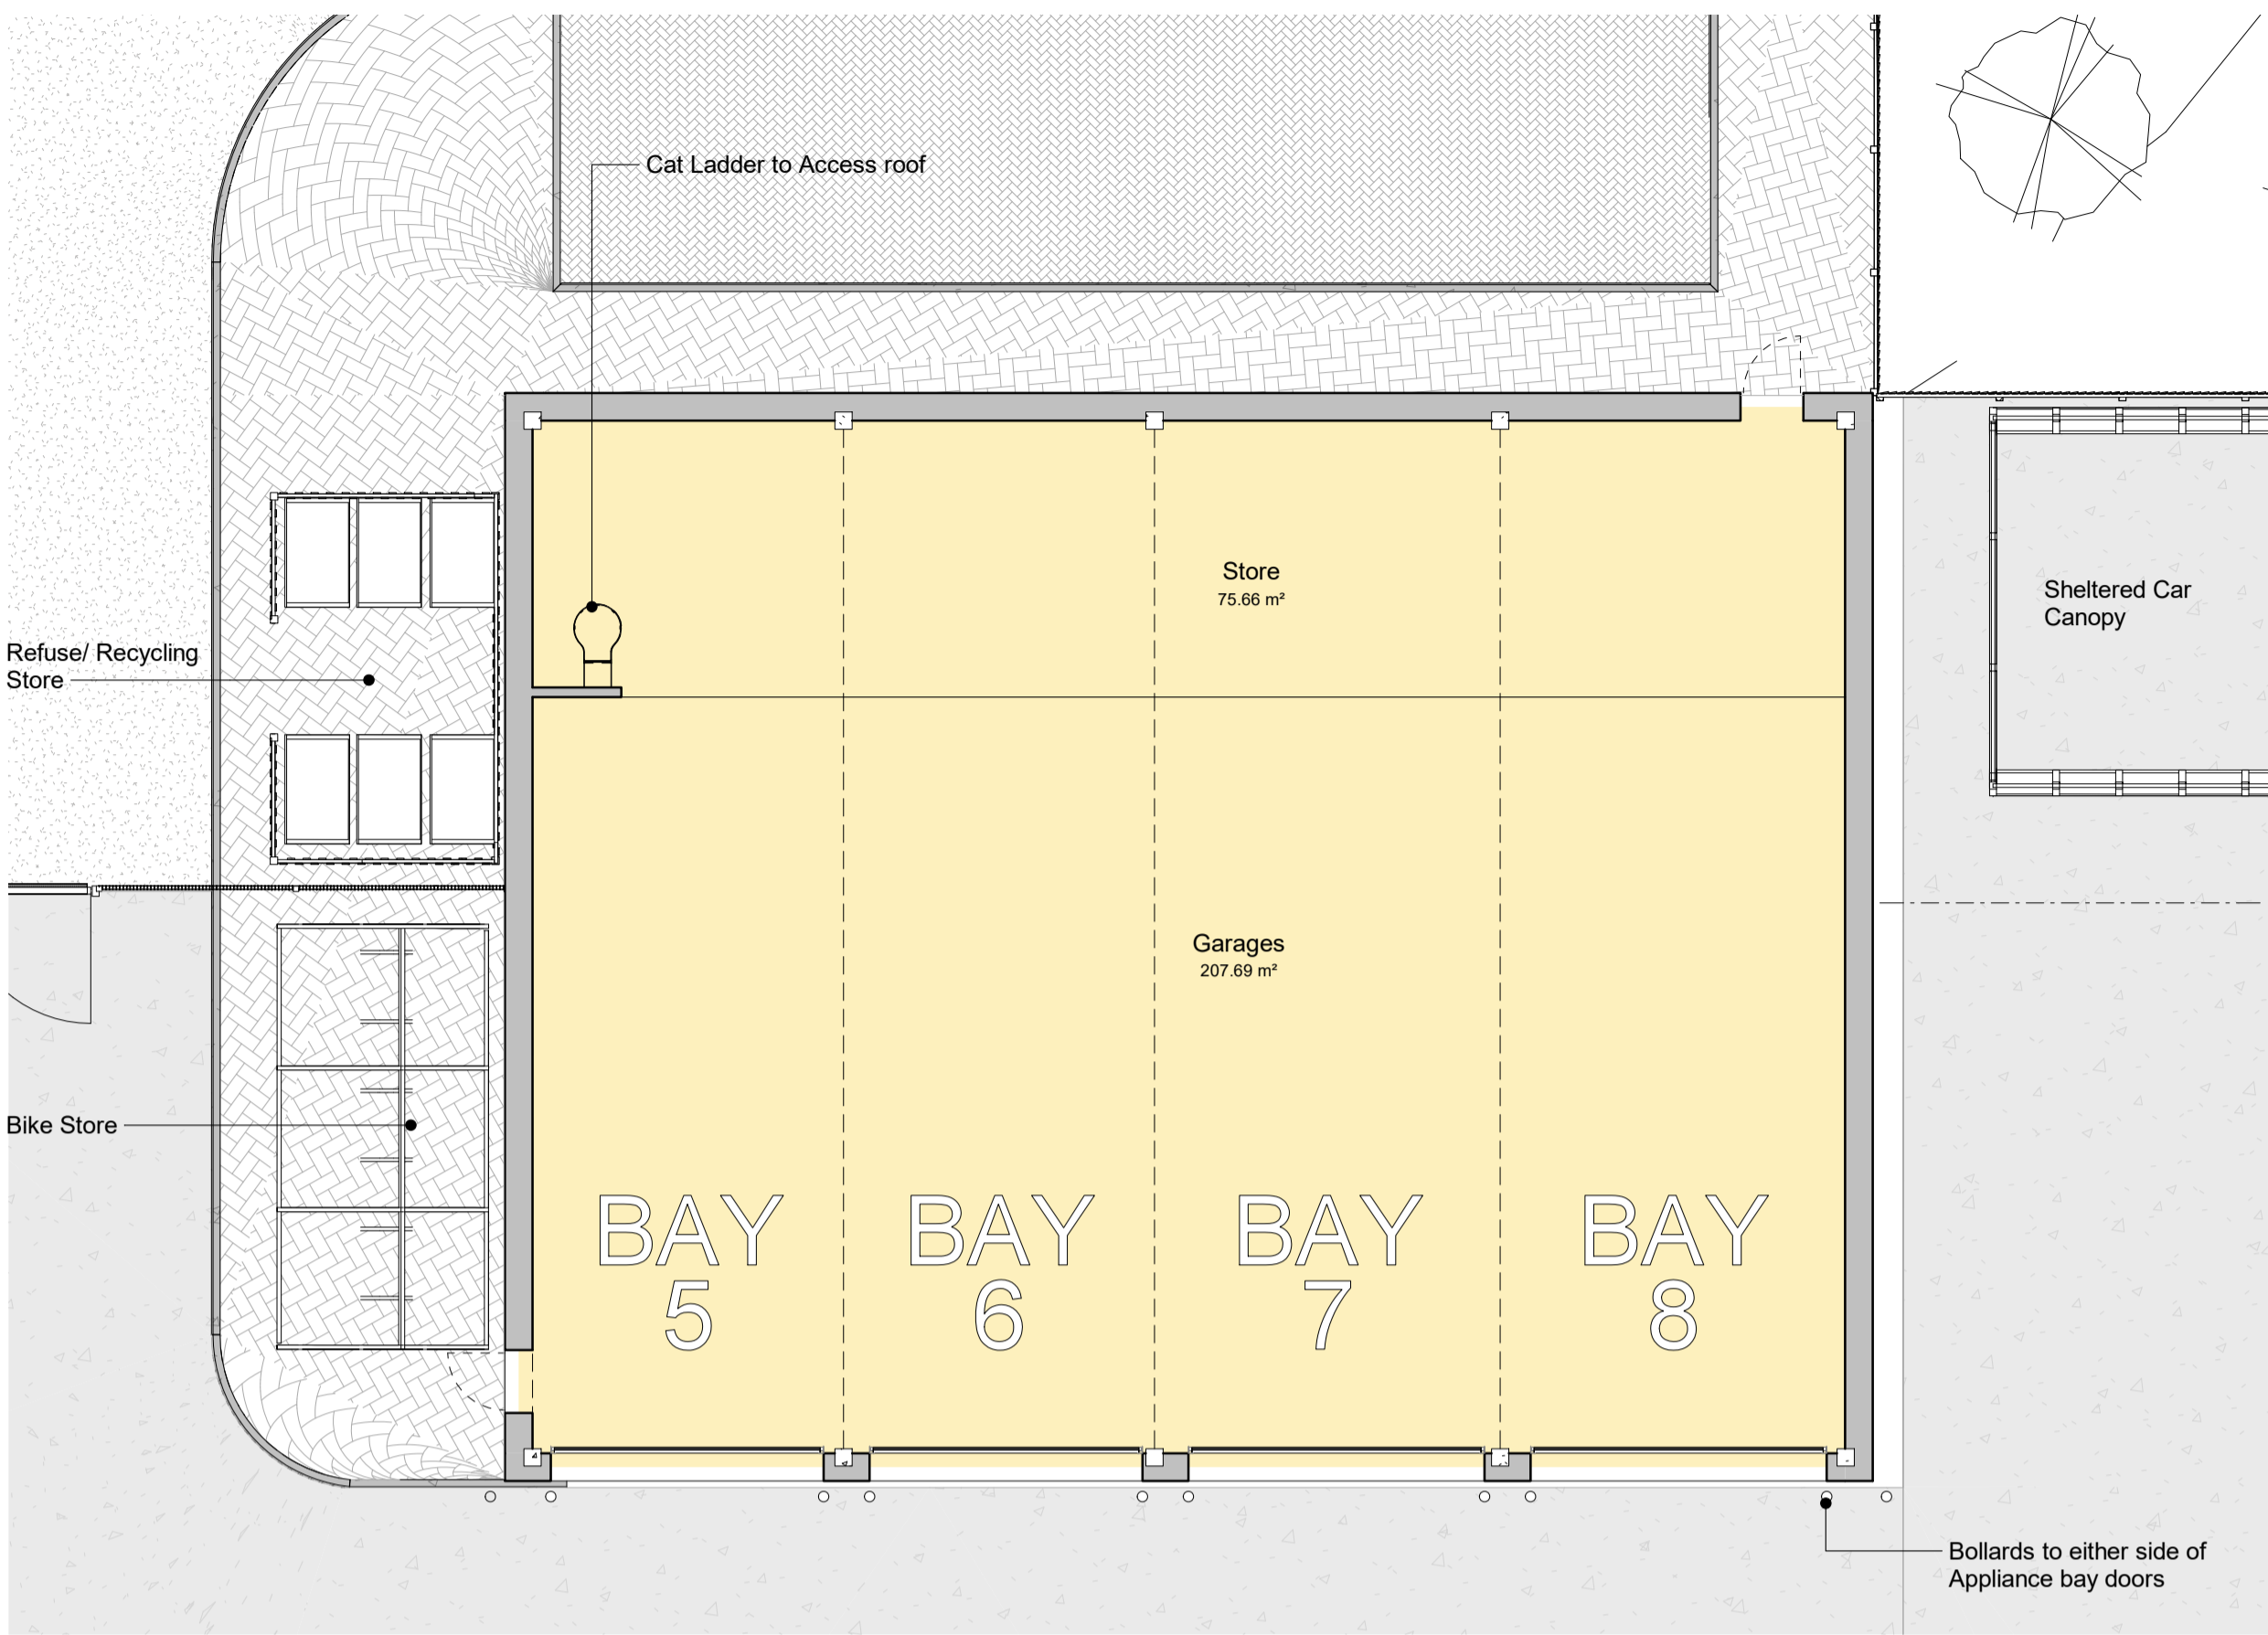 Cat Ladder to Access roof
Store
75.66 m²
Sheltered Car
Canopy
Refuse/ Recycling
Store
Garages
207.69 m²
Bike Store
BAY
5
BAY
6
BAY
7
BAY
8
Bollards to either side of
Appliance bay doors